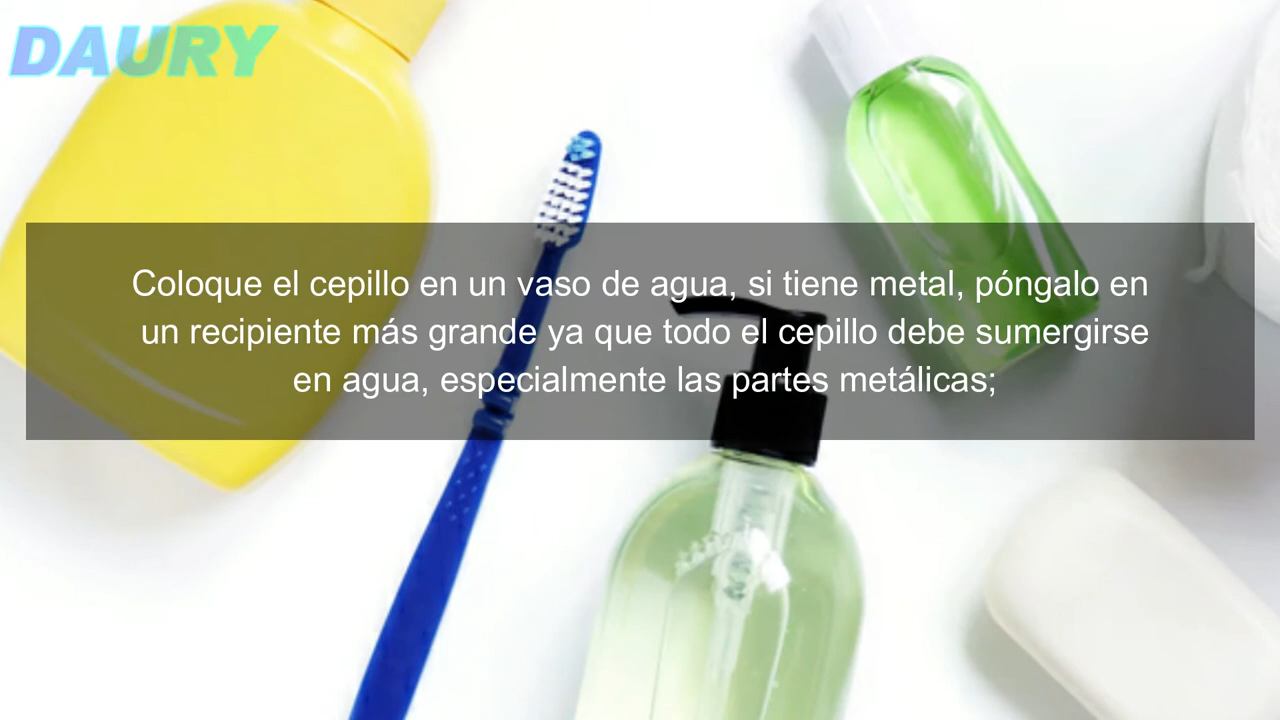 DAURY
Coloque el cepillo en un vaso de agua, si tiene metal, póngalo en
un recipiente más grande ya que todo el cepillo debe sumergirse
en agua, especialmente las partes metálicas;